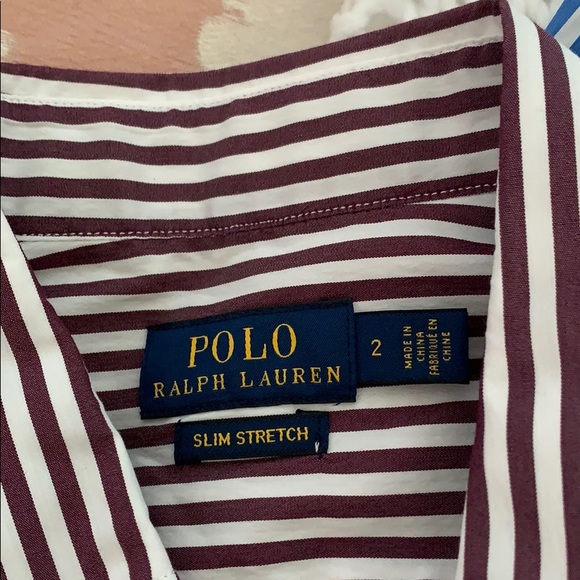 POLO
RALPH LAUREN
2
MADE IN
CHINA
FABRIQUÉ EN
CHINE
SLIM STRETCH